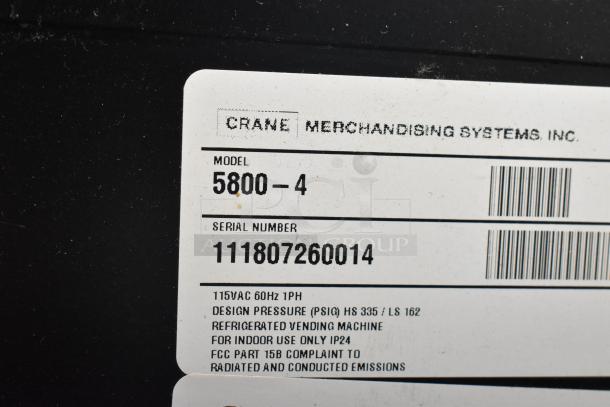 CRANE MERCHANDISING SYSTEMS, INC.
MODEL
5800-4
SERIAL NUMBER
111807260014
115VAC 60Hz 1PH
DESIGN PRESSURE (PSIG) HS 335 / LS 162
REFRIGERATED VENDING MACHINE
FOR INDOOR USE ONLY IP24
FCC PART 15B COMPLAINT TO
RADIATED AND CONDUCTED EMISSIONS